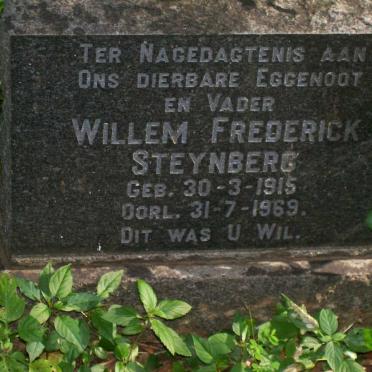 TER NAGEDAGTENIS AAN
ONS DIERBARE EGGENOOT
EN VADER
WILLEM FREDERICK
STEYNBERG
GEB. 30-3-1915
OORL. 31-7-1969.
DIT WAS U WIL.